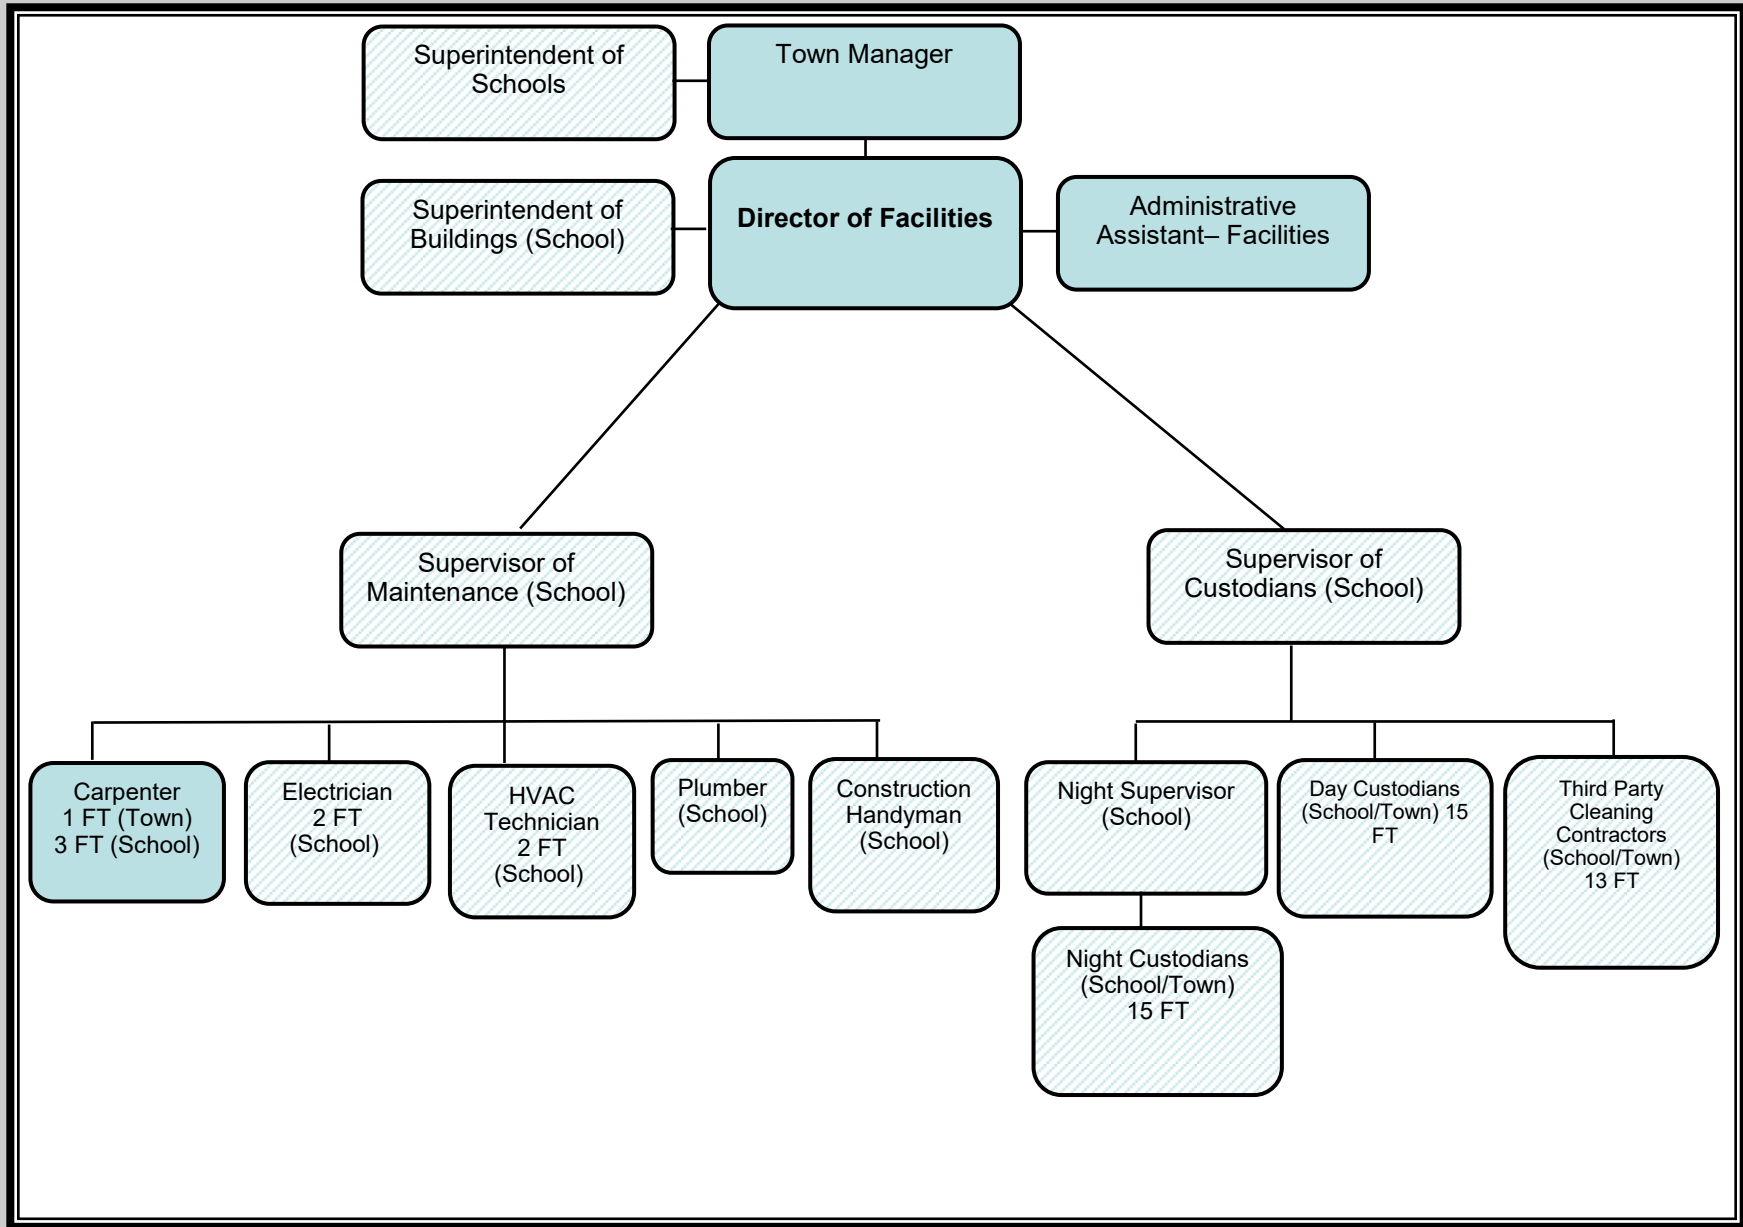 Superintendent of
Schools
Town Manager
Superintendent of
Buildings (School)
Director of Facilities
Administrative
Assistant– Facilities
Supervisor of
Maintenance (School)
Supervisor of
Custodians (School)
Carpenter
1 FT (Town)
3 FT (School)
Electrician
2 FT
(School)
HVAC
Technician
2 FT
(School)
Plumber
(School)
Construction
Handyman
(School)
Night Supervisor
(School)
Day Custodians
(School/Town) 15
FT
Third Party
Cleaning
Contractors
(School/Town)
13 FT
Night Custodians
(School/Town)
15 FT